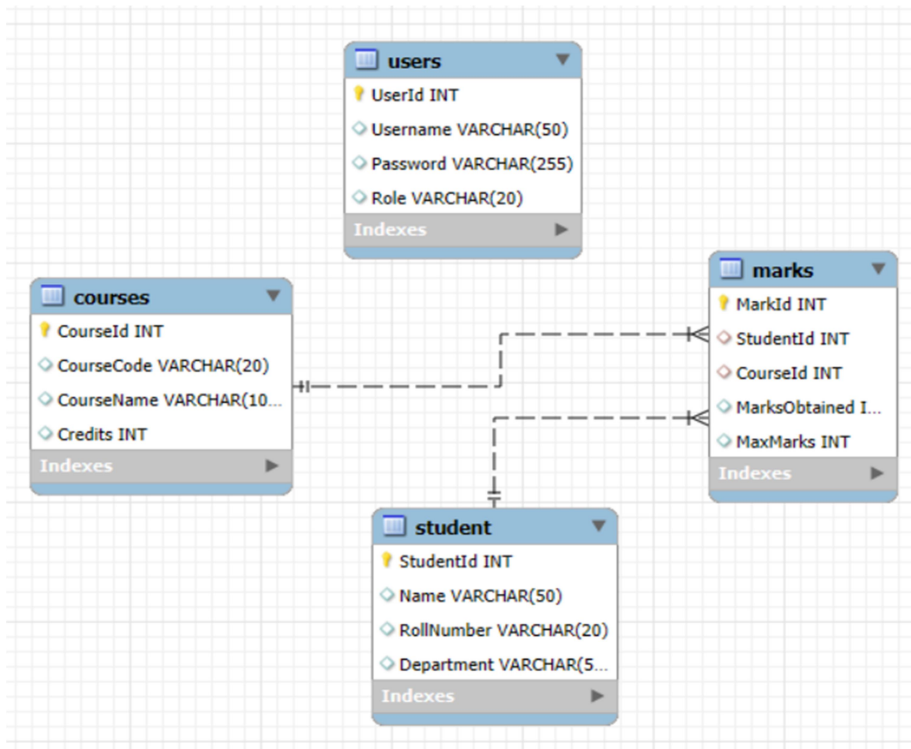 users
UserId INT
Username VARCHAR(50)
Password VARCHAR(255)
Role VARCHAR(20)
Indexes
courses
CourseId INT
CourseCode VARCHAR(20)
CourseName VARCHAR(10...
Credits INT
Indexes
marks
MarkId INT
StudentId INT
CourseId INT
MarksObtained I...
MaxMarks INT
Indexes
student
StudentId INT
Name VARCHAR(50)
RollNumber VARCHAR(20)
Department VARCHAR(5...
Indexes